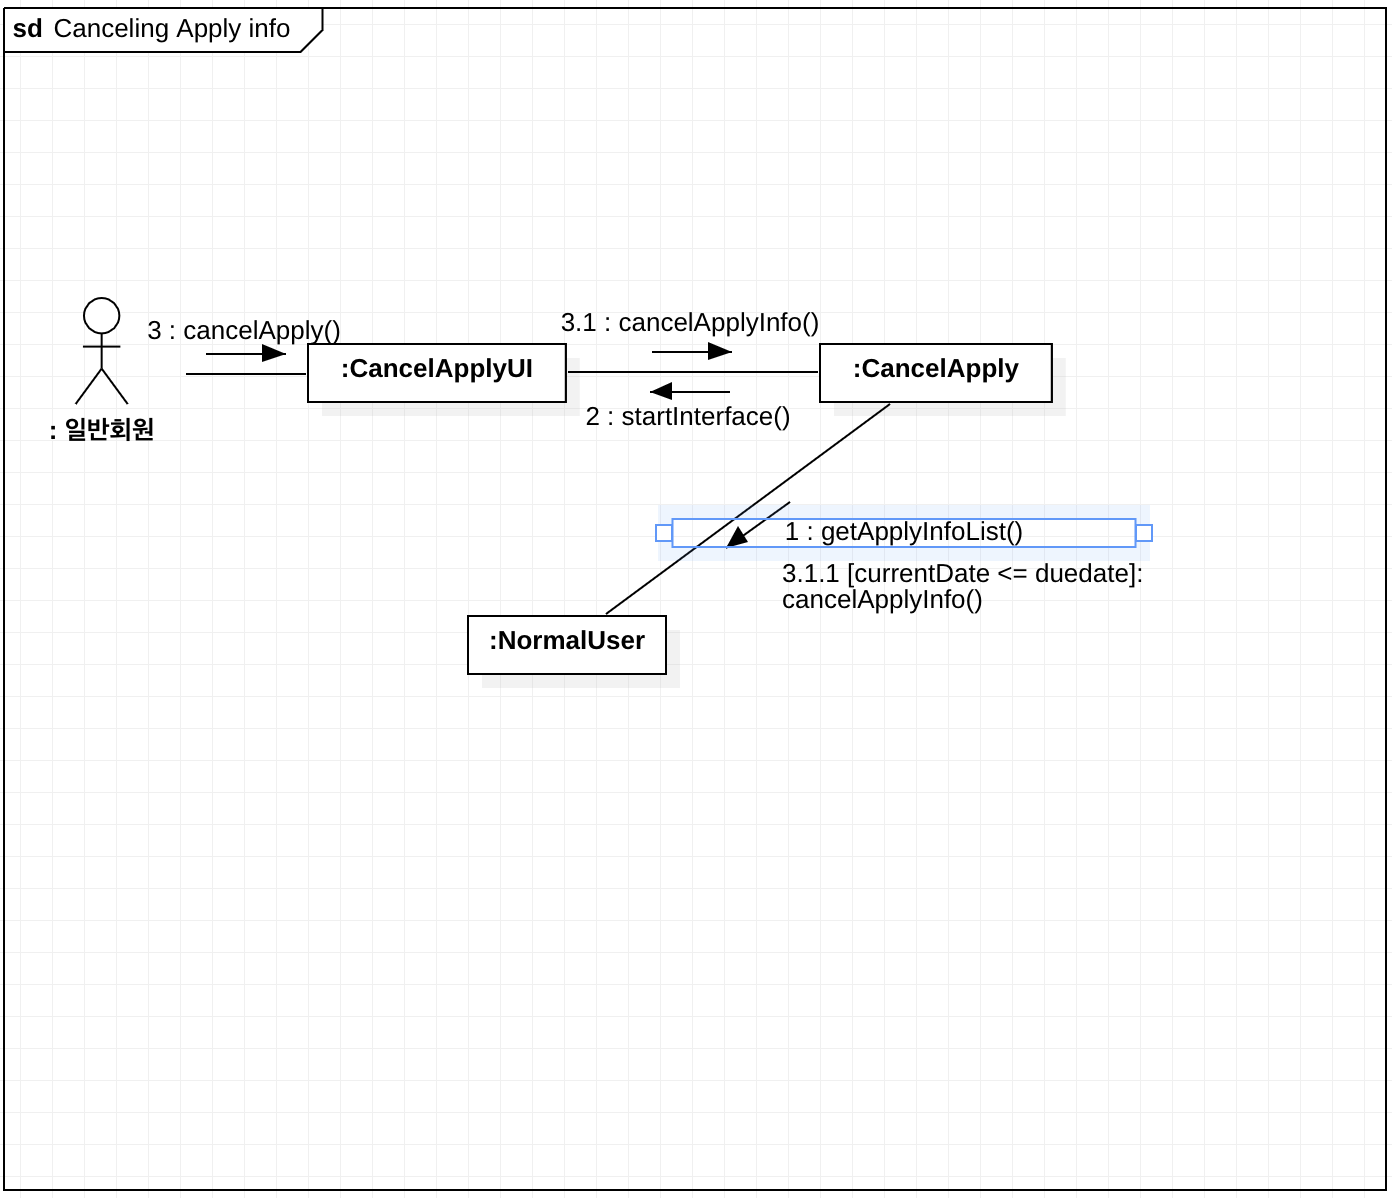 sd Canceling Apply info
3 : cancelApply()
3.1 : cancelApplyInfo()
:CancelApplyUI
:CancelApply
2 : startInterface()
: 일반회원
1 : getApplyInfoList()
3.1.1 [currentDate <= duedate]:
cancelApplyInfo()
:NormalUser